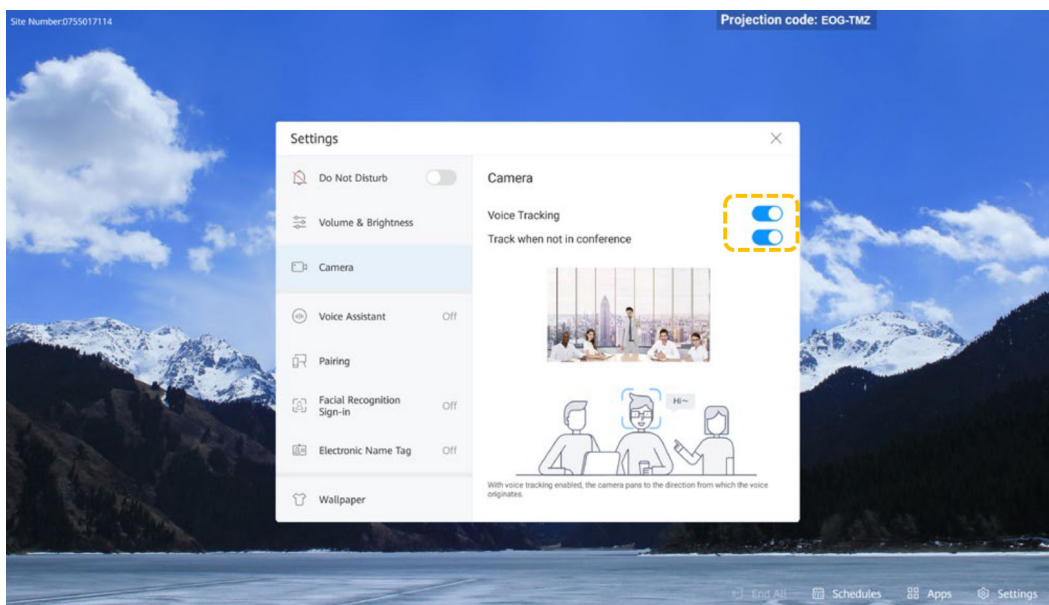 Site Number:0755017114
Projection code: EOG-TMZ
Settings
Do Not Disturb
Volume & Brightness
Camera
Voice Assistant Off
Pairing
Facial Recognition
Sign-in Off
Electronic Name Tag Off
Wallpaper
Camera
Voice Tracking
Track when not in conference
Hi~
With voice tracking enabled, the camera pans to the direction from which the voice
originates.
End All Schedules Apps Settings